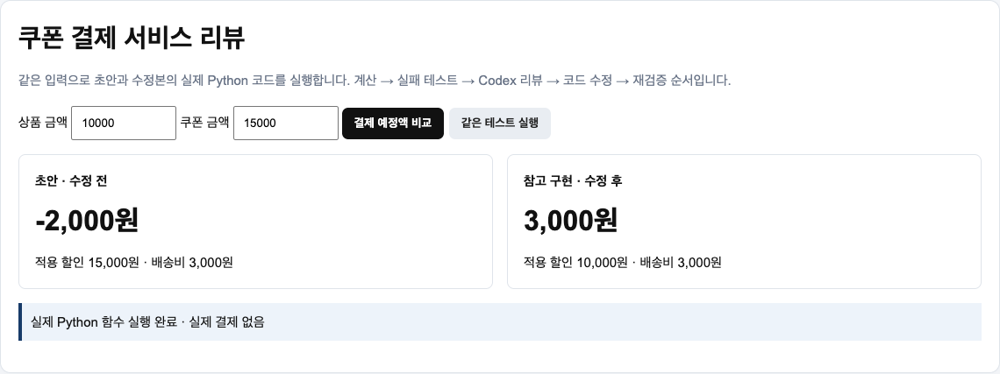 쿠폰 결제 서비스 리뷰
같은 입력으로 초안과 수정본의 실제 Python 코드를 실행합니다. 계산 → 실패 테스트 → Codex 리뷰 → 코드 수정 → 재검증 순서입니다.
상품 금액 10000 쿠폰 금액 15000 결제 예정액 비교 같은 테스트 실행
초안 · 수정 전
-2,000원
적용 할인 15,000원 · 배송비 3,000원
참고 구현 · 수정 후
3,000원
적용 할인 10,000원 · 배송비 3,000원
실제 Python 함수 실행 완료 · 실제 결제 없음